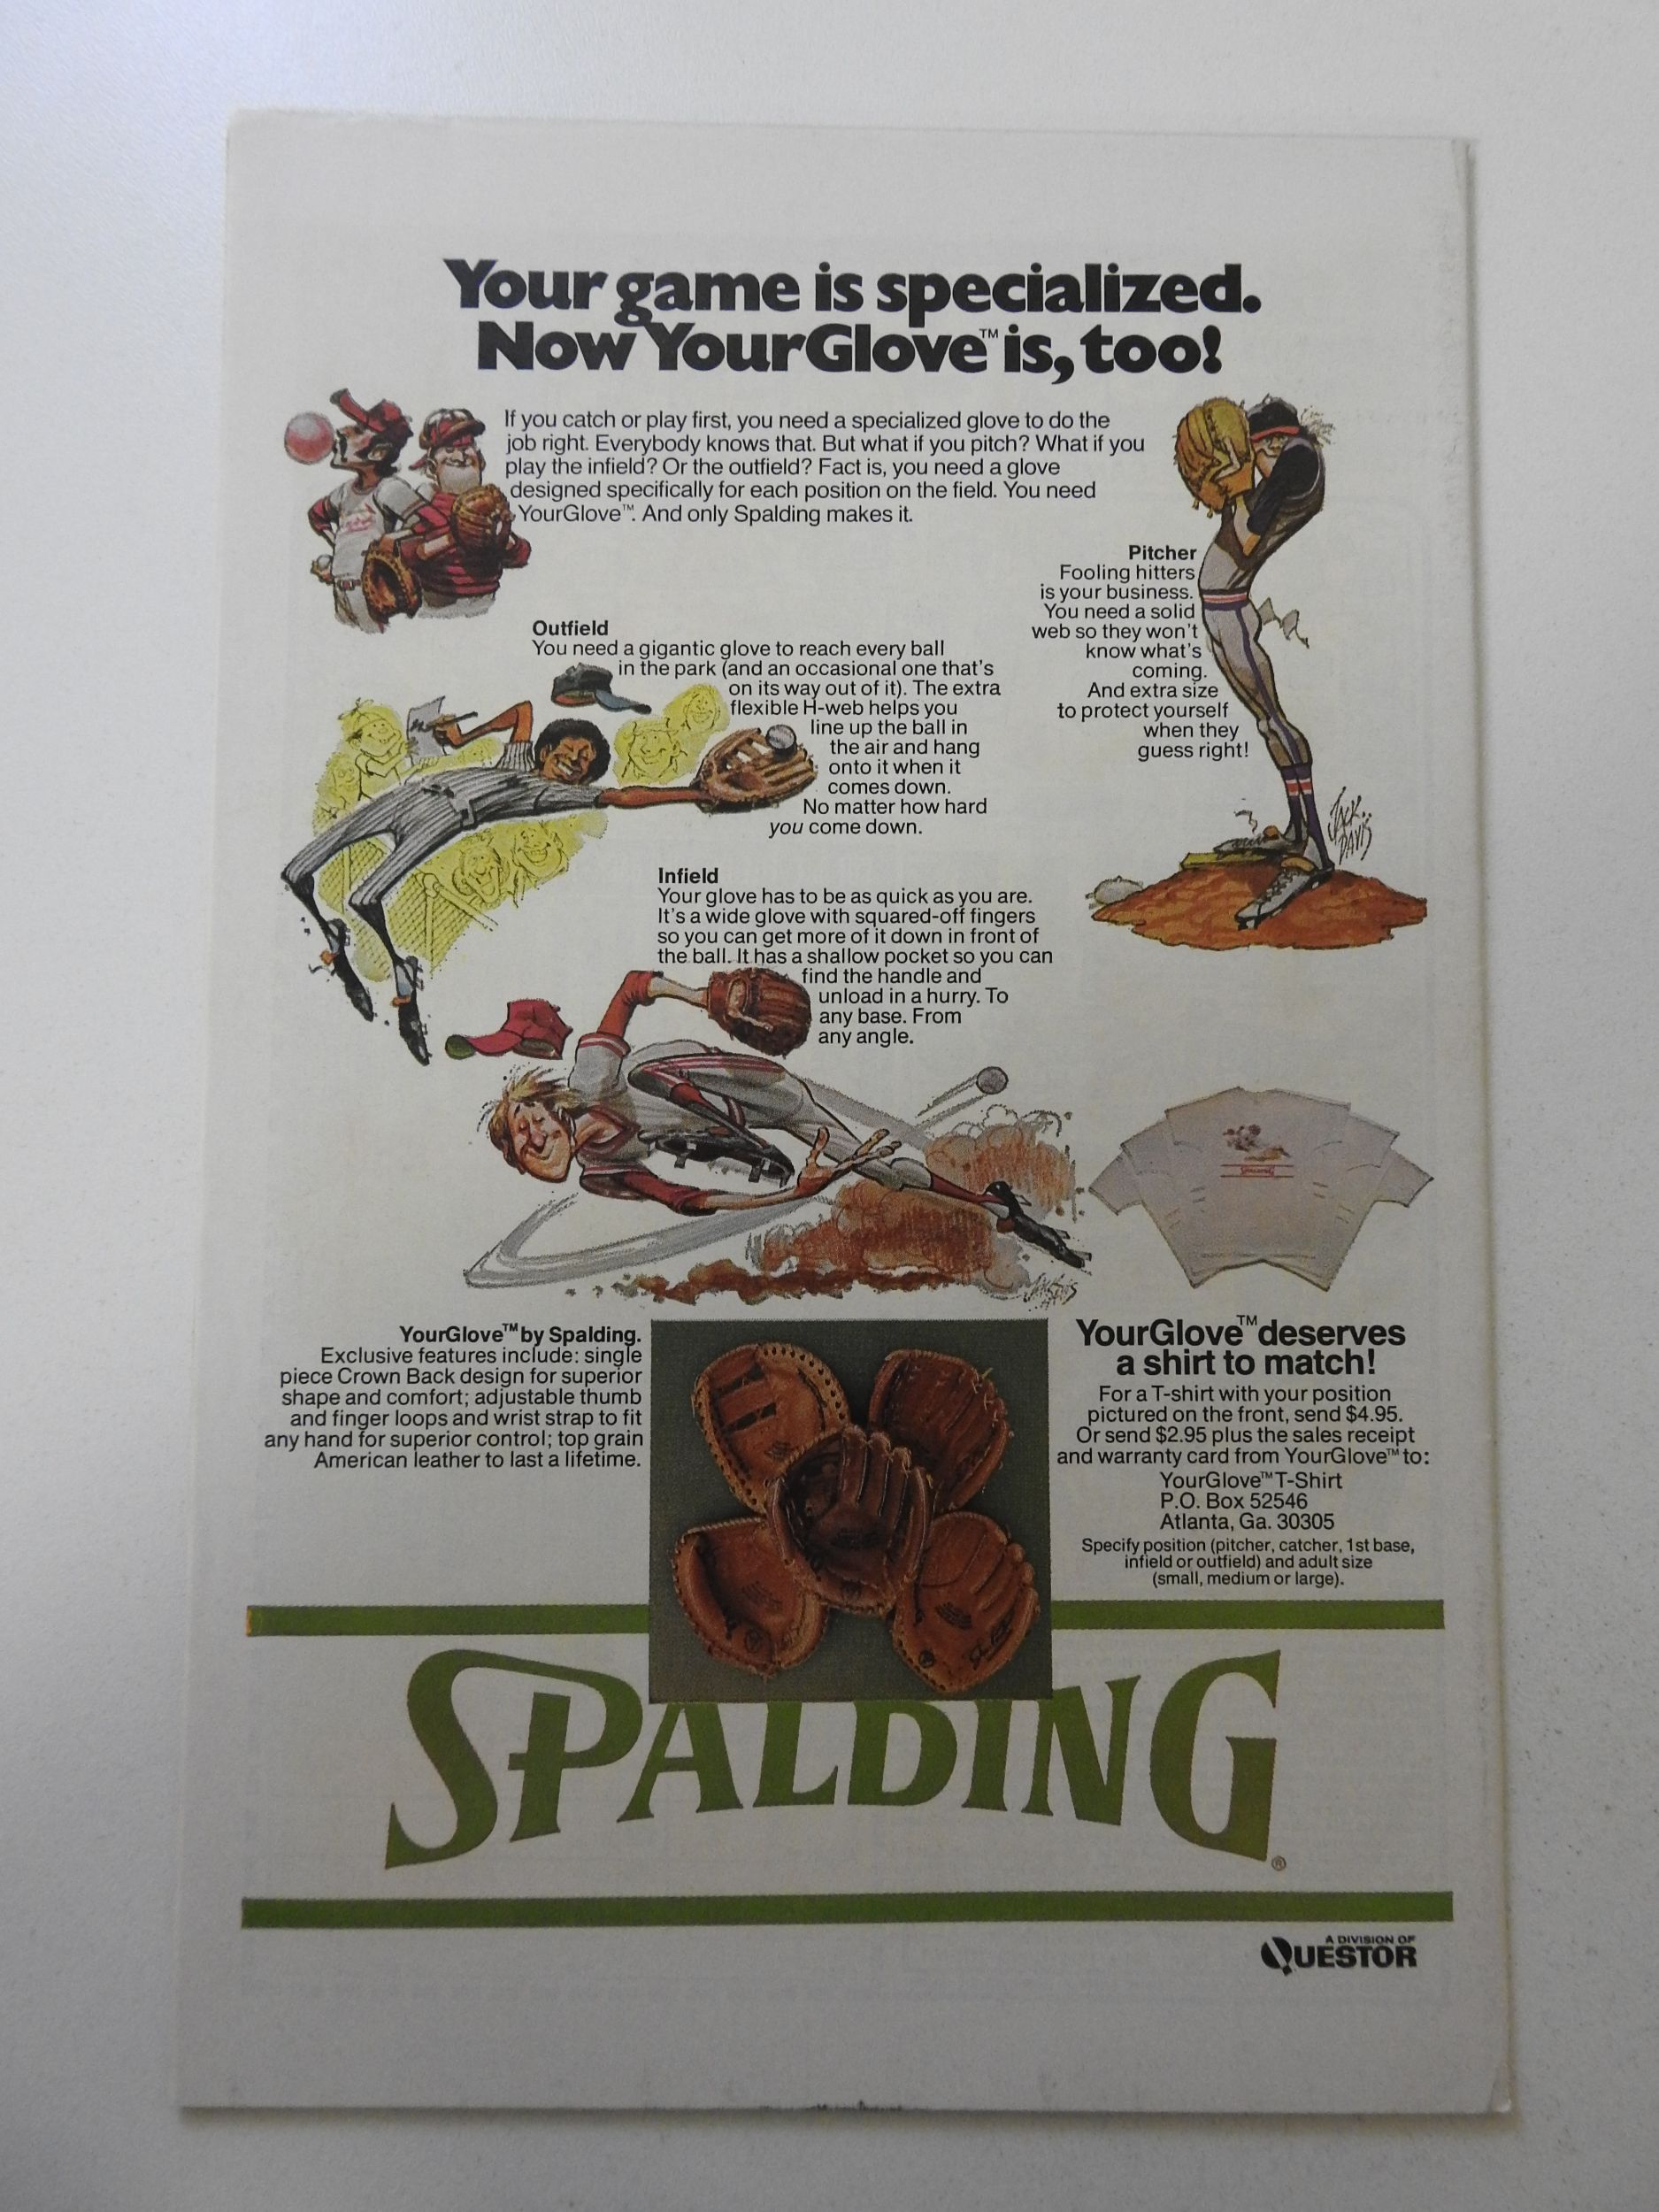 Your game is specialized.
Now YourGlove™ is, too!
If you catch or play first, you need a specialized glove to do the
job right. Everybody knows that. But what if you pitch? What if you
play the infield? Or the outfield? Fact is, you need a glove
designed specifically for each position on the field. You need
YourGlove™. And only Spalding makes it.
Pitcher
Fooling hitters
is your business.
You need a solid
web so they won't
know what's
coming.
And extra size
to protect yourself
when they
guess right!
JACK
DAVIS
Outfield
You need a gigantic glove to reach every ball
in the park (and an occasional one that's
on its way out of it). The extra
flexible H-web helps you
line up the ball in
the air and hang
onto it when it
comes down.
No matter how hard
you come down.
Infield
Your glove has to be as quick as you are.
It's a wide glove with squared-off fingers
so you can get more of it down in front of
the ball. It has a shallow pocket so you can
find the handle and
unload in a hurry. To
any base. From
any angle.
YourGlove™ by Spalding.
Exclusive features include: single
piece Crown Back design for superior
shape and comfort; adjustable thumb
and finger loops and wrist strap to fit
any hand for superior control; top grain
American leather to last a lifetime.
SPALDING
YourGlove™ deserves
a shirt to match!
For a T-shirt with your position
pictured on the front, send $4.95.
Or send $2.95 plus the sales receipt
and warranty card from YourGlove™ to:
YourGlove™ T-Shirt
P.O. Box 52546
Atlanta, Ga. 30305
Specify position (pitcher, catcher, 1st base,
infield or outfield) and adult size
(small, medium or large).
SPALDING®
A DIVISION OF
QUESTOR